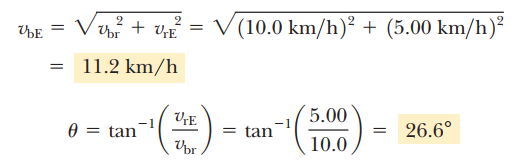 v_bE = √(v_br² + v_rE²) = √((10.0 km/h)² + (5.00 km/h)²)
= 11.2 km/h
θ = tan⁻¹(v_rE / v_br) = tan⁻¹(5.00 / 10.0) = 26.6°